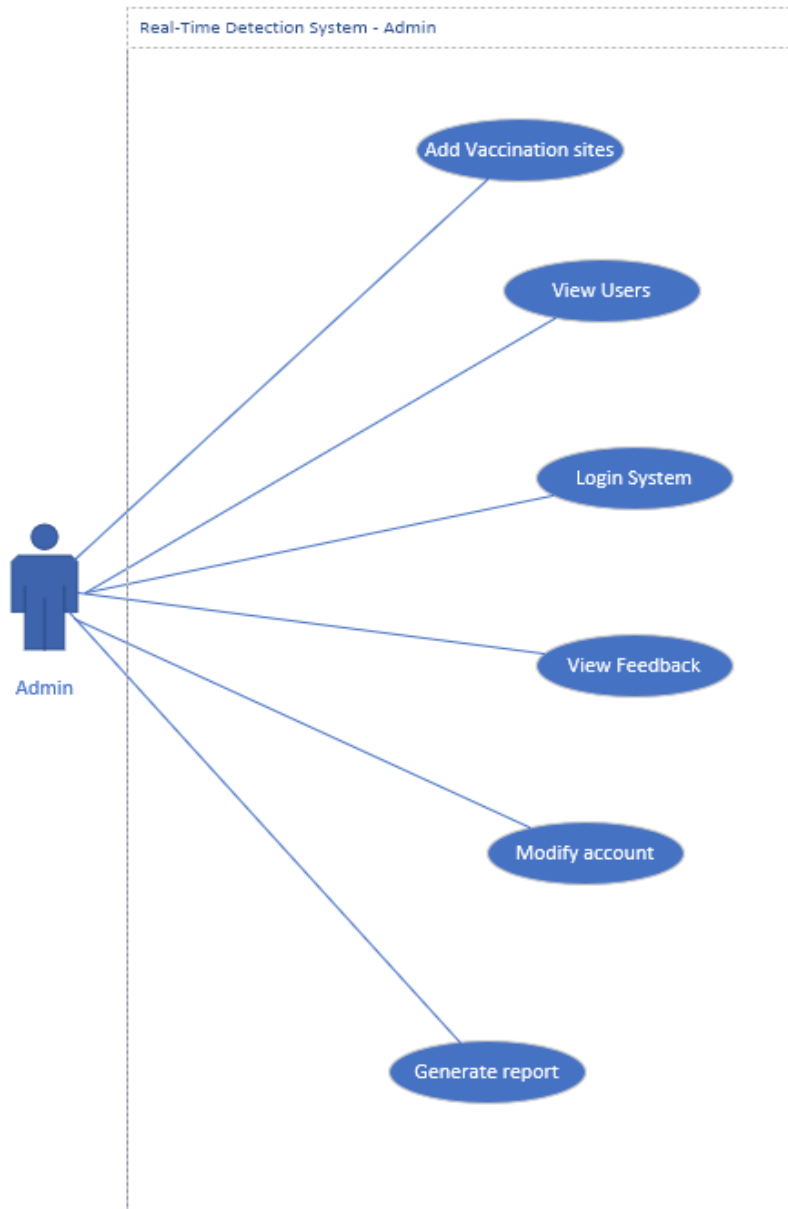 Real-Time Detection System - Admin
Add Vaccination sites
View Users
Login System
View Feedback
Admin
Modify account
Generate report